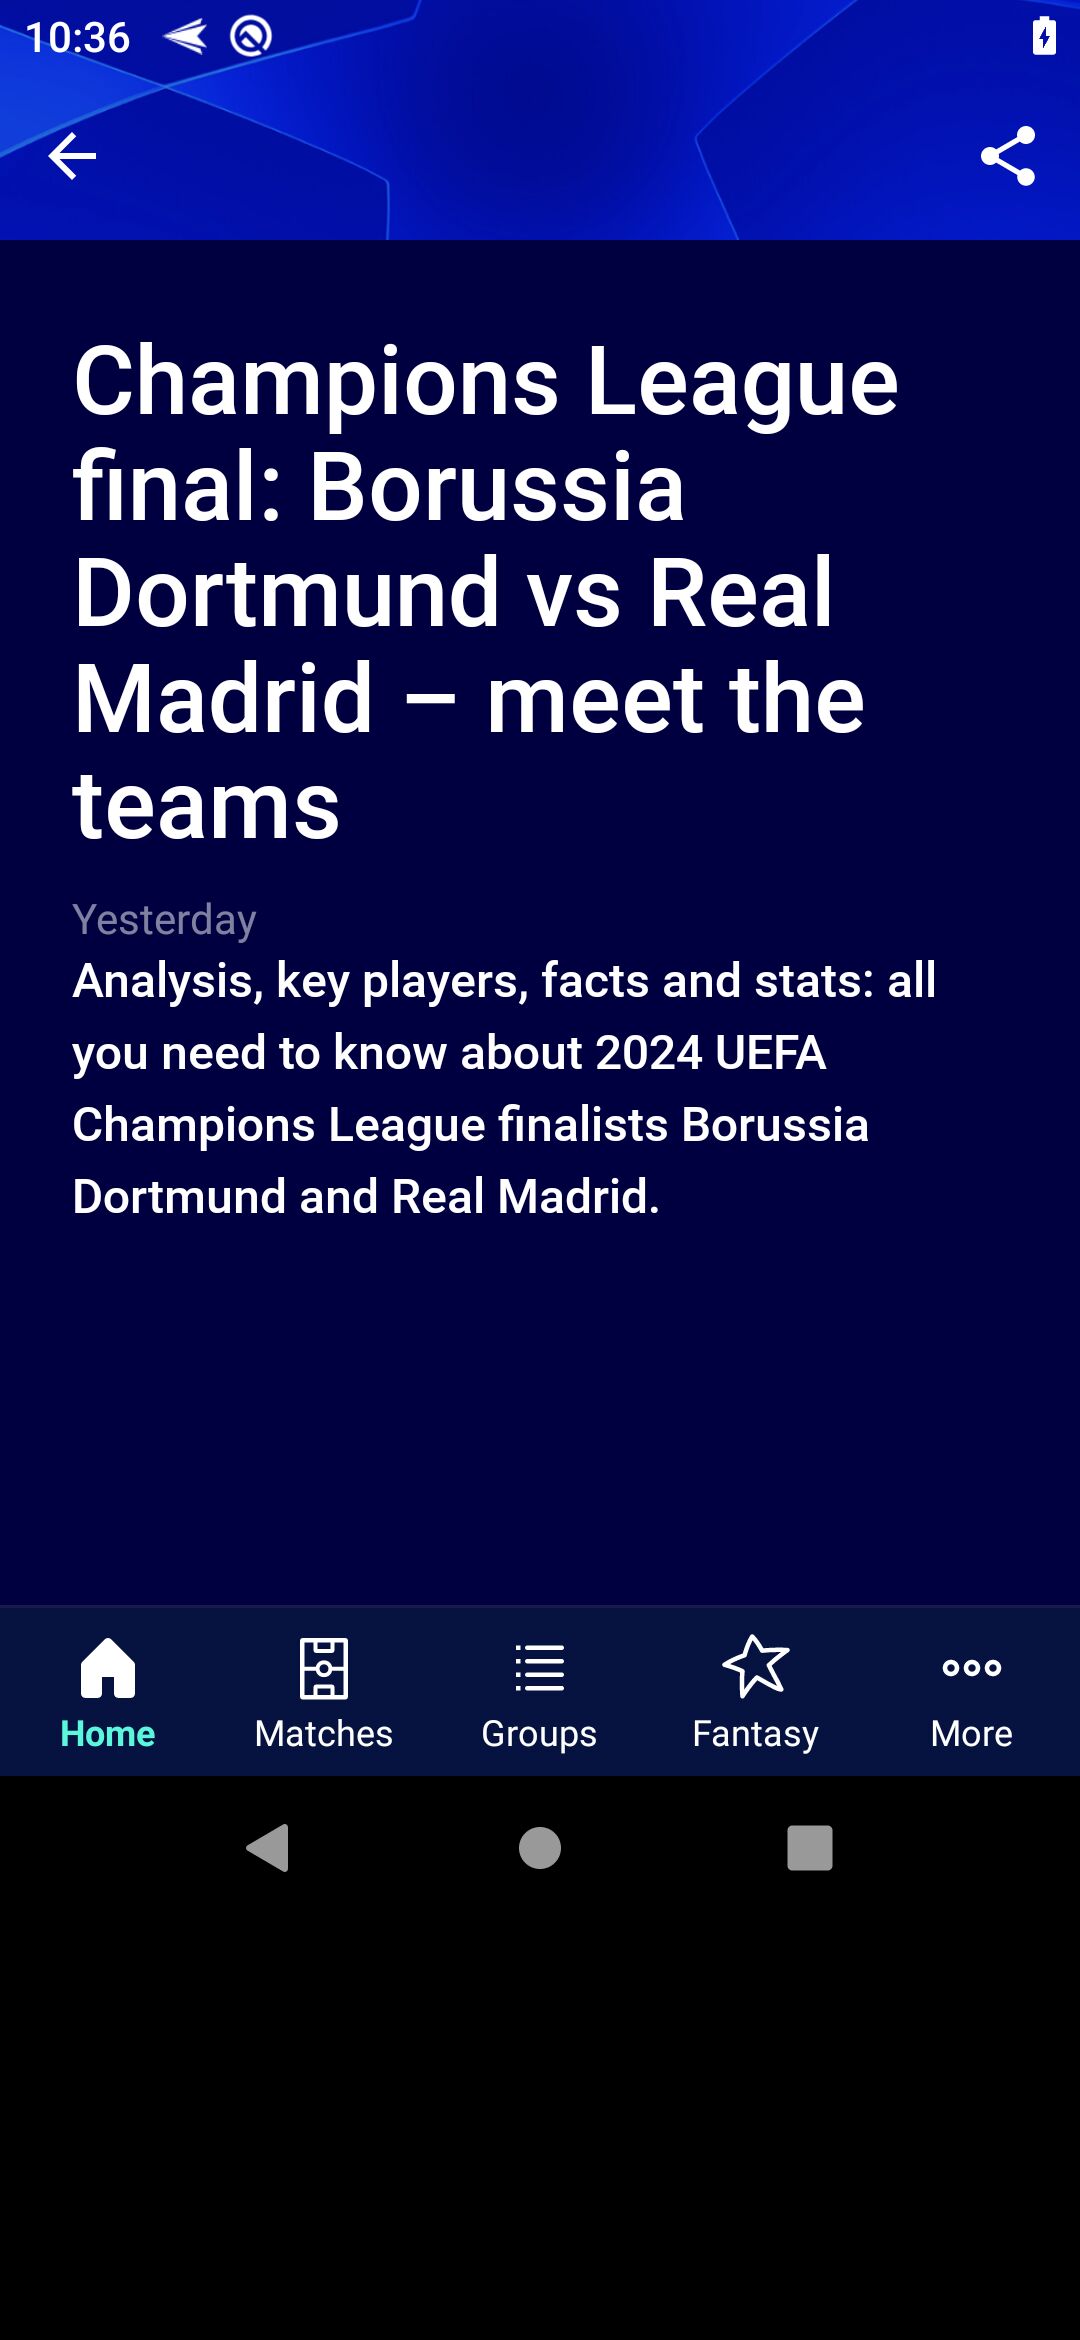 10:36
Champions League
final: Borussia
Dortmund vs Real
Madrid – meet the
teams
Yesterday
Analysis, key players, facts and stats: all
you need to know about 2024 UEFA
Champions League finalists Borussia
Dortmund and Real Madrid.
Home Matches Groups Fantasy More